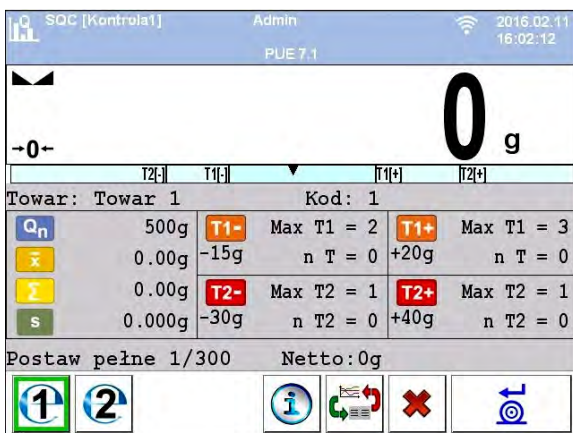 SQC [Kontrola1] Admin 2016.02.11
PUE 7.1 16:02:12
0 g
→0←
T2[-] T1[-] T1[+] T2[+]
Towar: Towar 1 Kod: 1
Qn 500g T1- Max T1 = 2 T1+ Max T1 = 3
x̄ 0.00g -15g n T = 0 +20g n T = 0
Σ 0.00g T2- Max T2 = 1 T2+ Max T2 = 1
s 0.000g -30g n T2 = 0 +40g n T2 = 0
Postaw pełne 1/300 Netto:0g
1 2 i